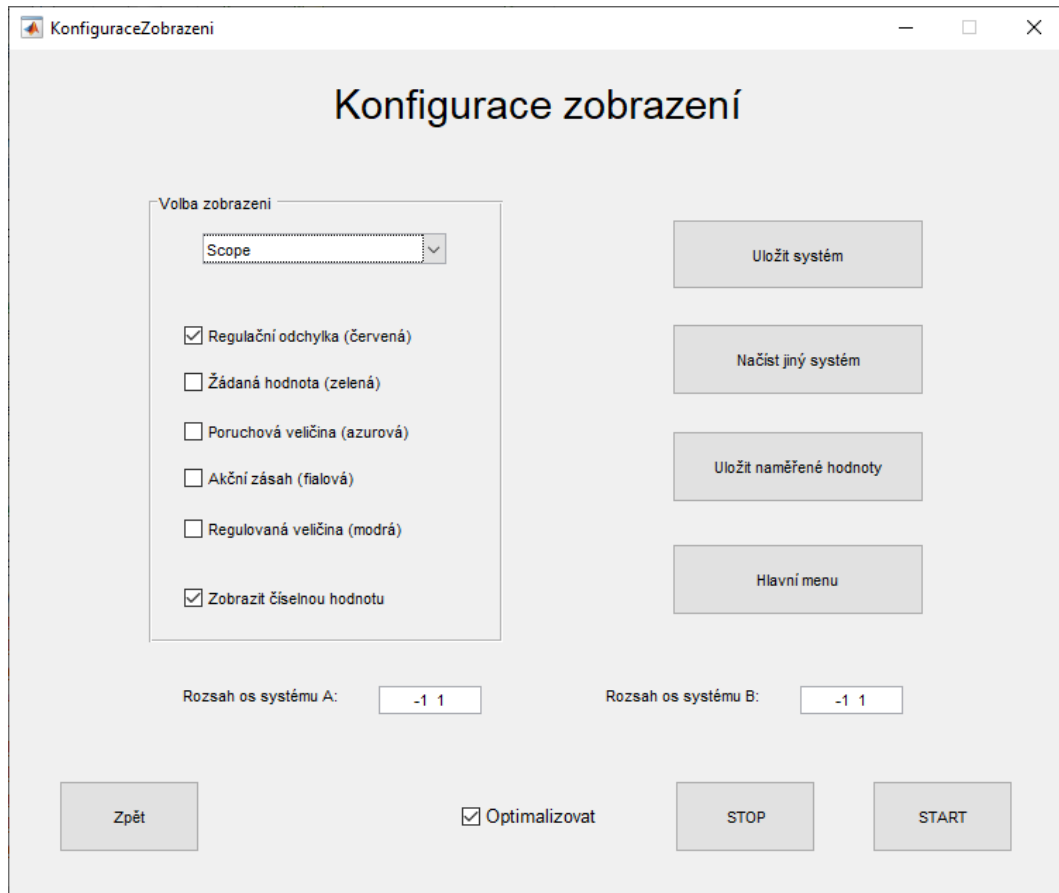 KonfiguraceZobrazeni
Konfigurace zobrazení
Volba zobrazeni
Scope
Regulační odchylka (červená)
Žádaná hodnota (zelená)
Poruchová veličina (azurová)
Akční zásah (fialová)
Regulovaná veličina (modrá)
Zobrazit číselnou hodnotu
Uložit systém
Načíst jiný systém
Uložit naměřené hodnoty
Hlavní menu
Rozsah os systému A:
-1 1
Rozsah os systému B:
-1 1
Zpět
Optimalizovat
STOP
START